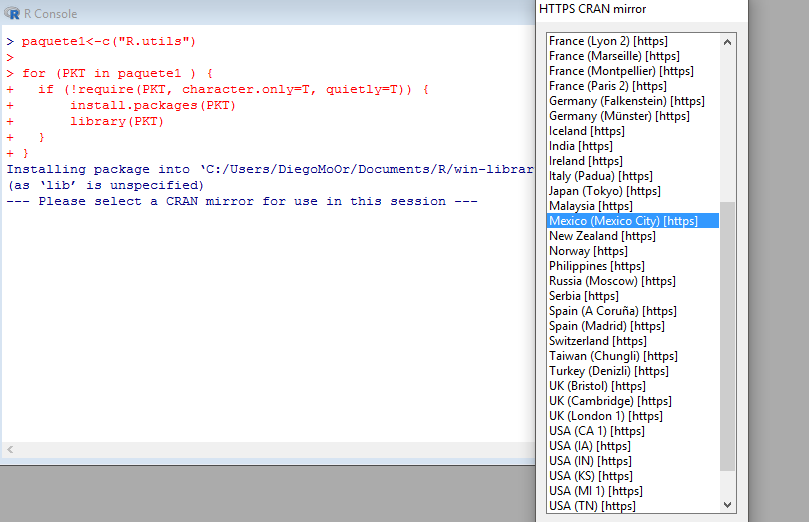 R Console
> paquete1<-c("R.utils")
>
> for (PKT in paquete1 ) {
+   if (!require(PKT, character.only=T, quietly=T)) {
+       install.packages(PKT)
+       library(PKT)
+   }
+ }
Installing package into ‘C:/Users/DiegoMoOr/Documents/R/win-librar
(as ‘lib’ is unspecified)
--- Please select a CRAN mirror for use in this session ---
HTTPS CRAN mirror
France (Lyon 2) [https]
France (Marseille) [https]
France (Montpellier) [https]
France (Paris 2) [https]
Germany (Falkenstein) [https]
Germany (Münster) [https]
Iceland [https]
India [https]
Ireland [https]
Italy (Padua) [https]
Japan (Tokyo) [https]
Malaysia [https]
Mexico (Mexico City) [https]
New Zealand [https]
Norway [https]
Philippines [https]
Russia (Moscow) [https]
Serbia [https]
Spain (A Coruña) [https]
Spain (Madrid) [https]
Switzerland [https]
Taiwan (Chungli) [https]
Turkey (Denizli) [https]
UK (Bristol) [https]
UK (Cambridge) [https]
UK (London 1) [https]
USA (CA 1) [https]
USA (IA) [https]
USA (IN) [https]
USA (KS) [https]
USA (MI 1) [https]
USA (TN) [https]